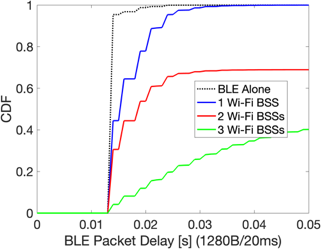 1
0.8
0.6
0.4
0.2
0
CDF
BLE Alone
1 Wi-Fi BSS
2 Wi-Fi BSSs
3 Wi-Fi BSSs
0 0.01 0.02 0.03 0.04 0.05
BLE Packet Delay [s] (1280B/20ms)